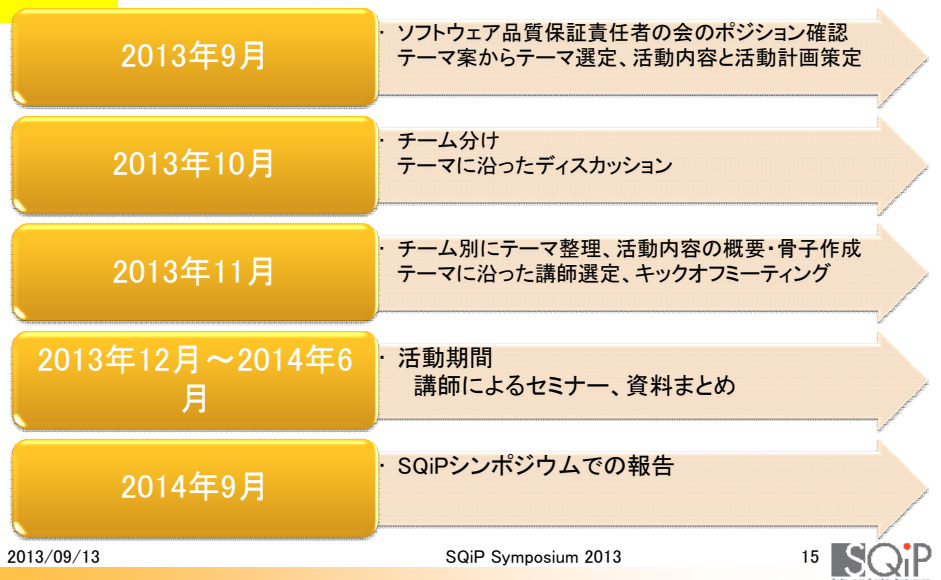 2013年9月
・ ソフトウェア品質保証責任者の会のポジション確認
テーマ案からテーマ選定、活動内容と活動計画策定
2013年10月
・ チーム分け
テーマに沿ったディスカッション
2013年11月
・ チーム別にテーマ整理、活動内容の概要・骨子作成
テーマに沿った講師選定、キックオフミーティング
2013年12月～2014年6
月
・ 活動期間
講師によるセミナー、資料まとめ
2014年9月
・ SQiPシンポジウムでの報告
2013/09/13
SQiP Symposium 2013
15
SQiP